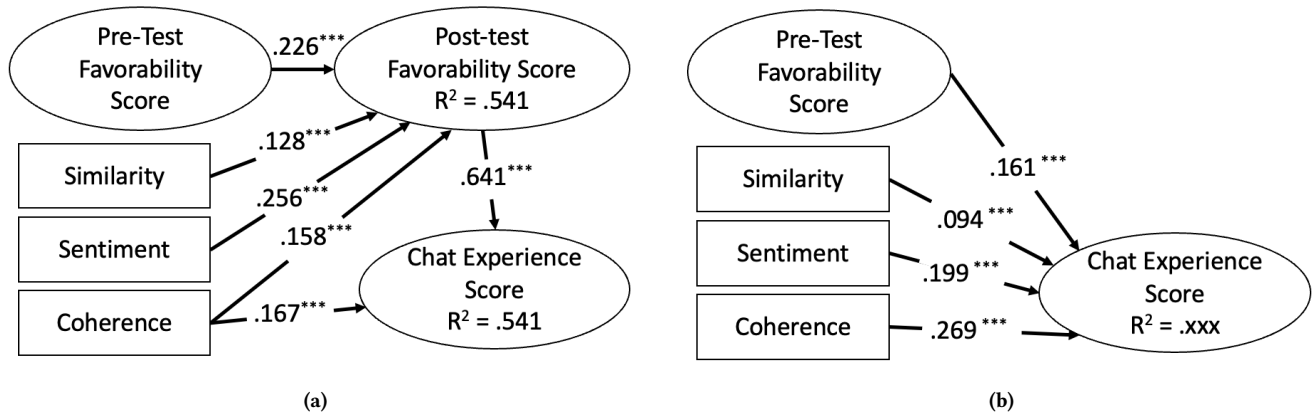 Pre-Test
Favorability
Score
.226***
Post-test
Favorability Score
R² = .541
.128***
Similarity
.641***
.256***
Sentiment
.158***
Chat Experience
Score
R² = .541
Coherence
.167***
(a)
Pre-Test
Favorability
Score
.161 ***
Similarity
.094 ***
Sentiment
.199 ***
Chat Experience
Score
R² = .xxx
Coherence
.269 ***
(b)